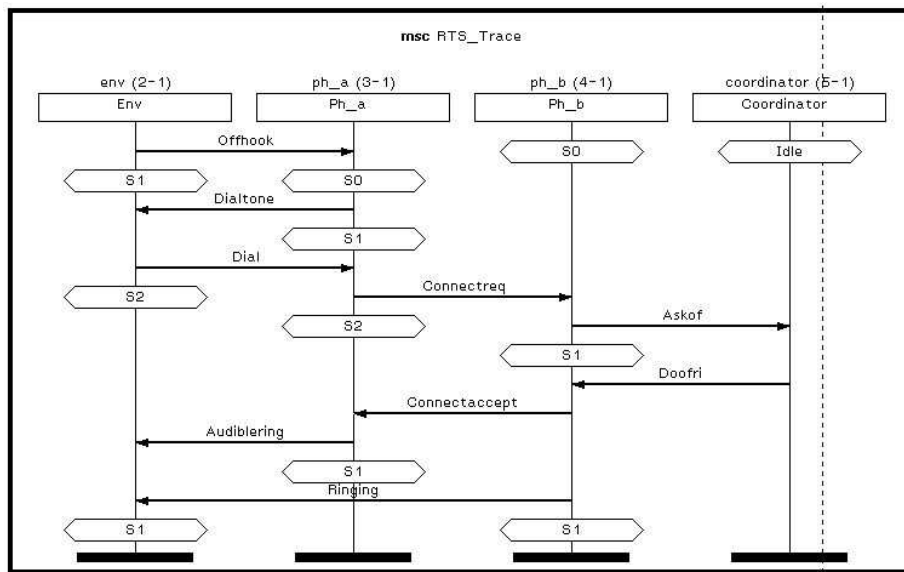 msc RTS_Trace
env (2-1) ph_a (3-1) ph_b (4-1) coordinator (5-1)
Env Ph_a Ph_b Coordinator
Offhook
S0 Idle
S1 S0
Dialtone
S1
Dial
Connectreq
S2
Askof
S2
S1
Doofri
Connectaccept
Audiblering
S1
Ringing
S1 S1